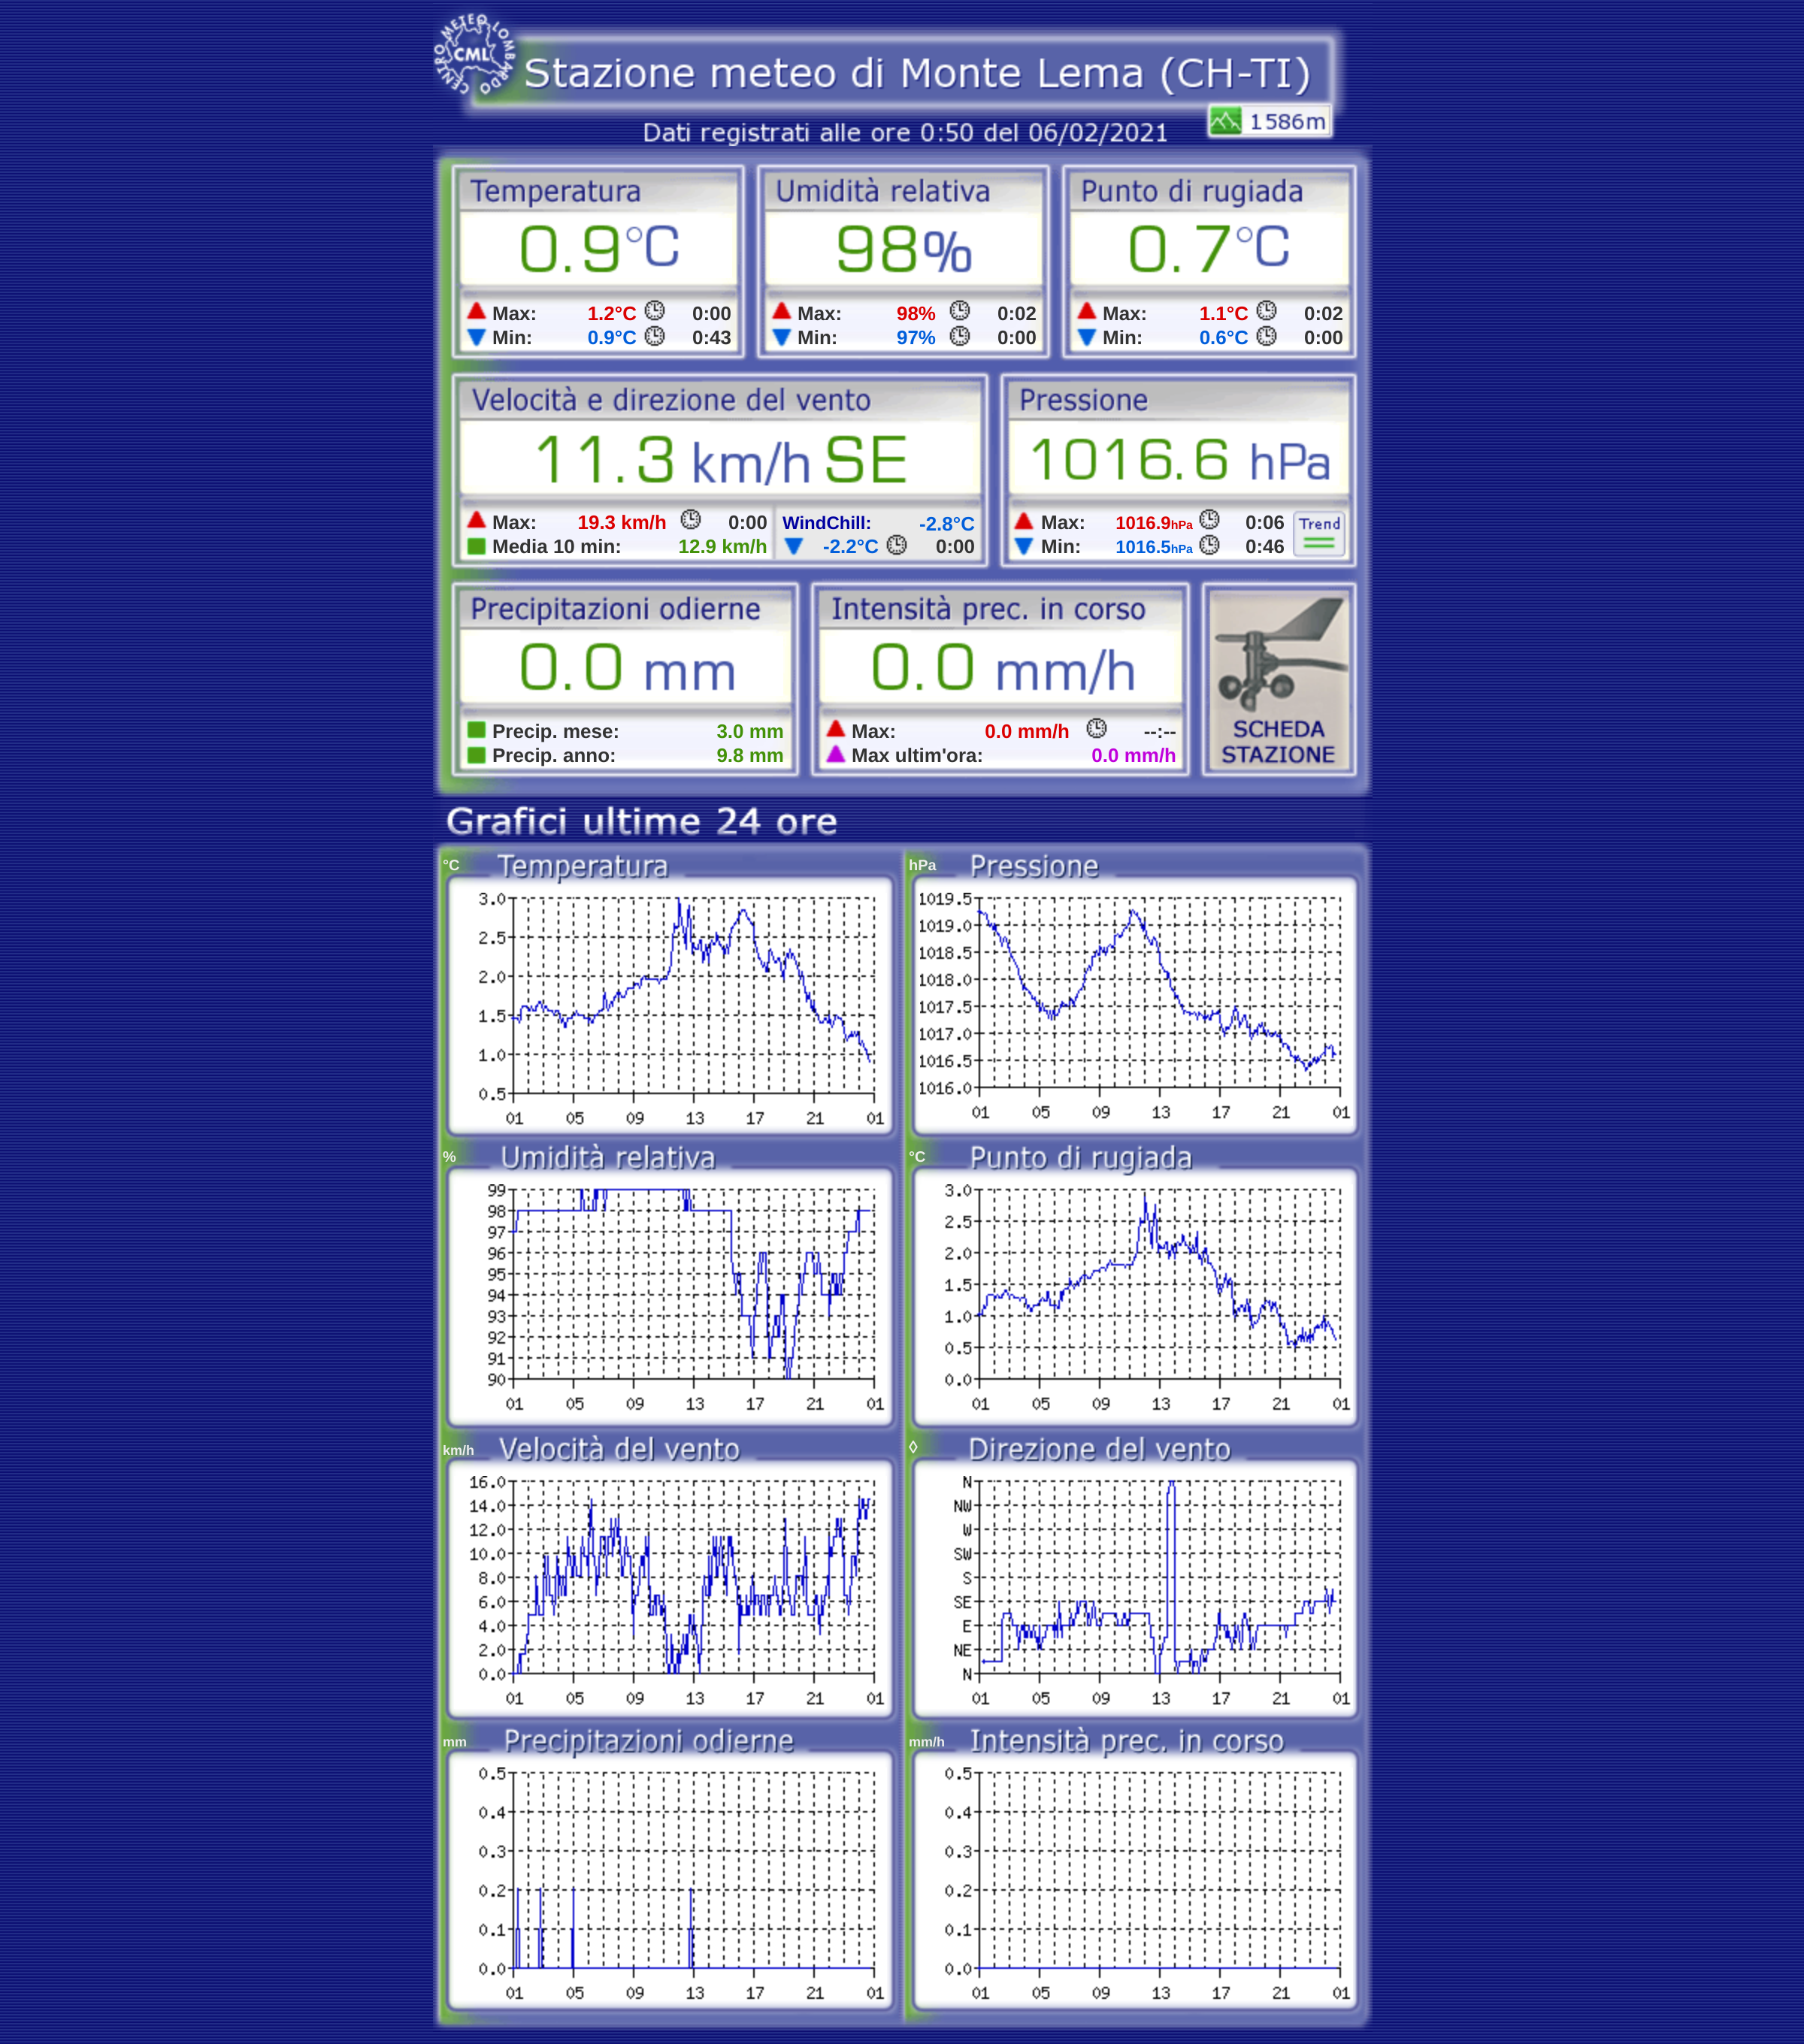 CENTRO METEO LOMBARDO
CML
Stazione meteo di Monte Lema (CH-TI)
1586m
Dati registrati alle ore 0:50 del 06/02/2021
Temperatura
0.9°C
Max: 1.2°C 0:00
Min: 0.9°C 0:43
Umidità relativa
98%
Max: 98% 0:02
Min: 97% 0:00
Punto di rugiada
0.7°C
Max: 1.1°C 0:02
Min: 0.6°C 0:00
Velocità e direzione del vento
11.3 km/h SE
Max: 19.3 km/h 0:00
Media 10 min: 12.9 km/h
WindChill: -2.8°C
-2.2°C 0:00
Pressione
1016.6 hPa
Max: 1016.9hPa 0:06
Min: 1016.5hPa 0:46
Trend
Precipitazioni odierne
0.0 mm
Precip. mese: 3.0 mm
Precip. anno: 9.8 mm
Intensità prec. in corso
0.0 mm/h
Max: 0.0 mm/h --:--
Max ultim'ora: 0.0 mm/h
SCHEDA
STAZIONE
Grafici ultime 24 ore
°C Temperatura
3.0
2.5
2.0
1.5
1.0
0.5
01 05 09 13 17 21 01
hPa Pressione
1019.5
1019.0
1018.5
1018.0
1017.5
1017.0
1016.5
1016.0
01 05 09 13 17 21 01
% Umidità relativa
99
98
97
96
95
94
93
92
91
90
01 05 09 13 17 21 01
°C Punto di rugiada
3.0
2.5
2.0
1.5
1.0
0.5
0.0
01 05 09 13 17 21 01
km/h Velocità del vento
16.0
14.0
12.0
10.0
8.0
6.0
4.0
2.0
0.0
01 05 09 13 17 21 01
◊ Direzione del vento
N
NW
W
SW
S
SE
E
NE
N
01 05 09 13 17 21 01
mm Precipitazioni odierne
0.5
0.4
0.3
0.2
0.1
0.0
01 05 09 13 17 21 01
mm/h Intensità prec. in corso
0.5
0.4
0.3
0.2
0.1
0.0
01 05 09 13 17 21 01